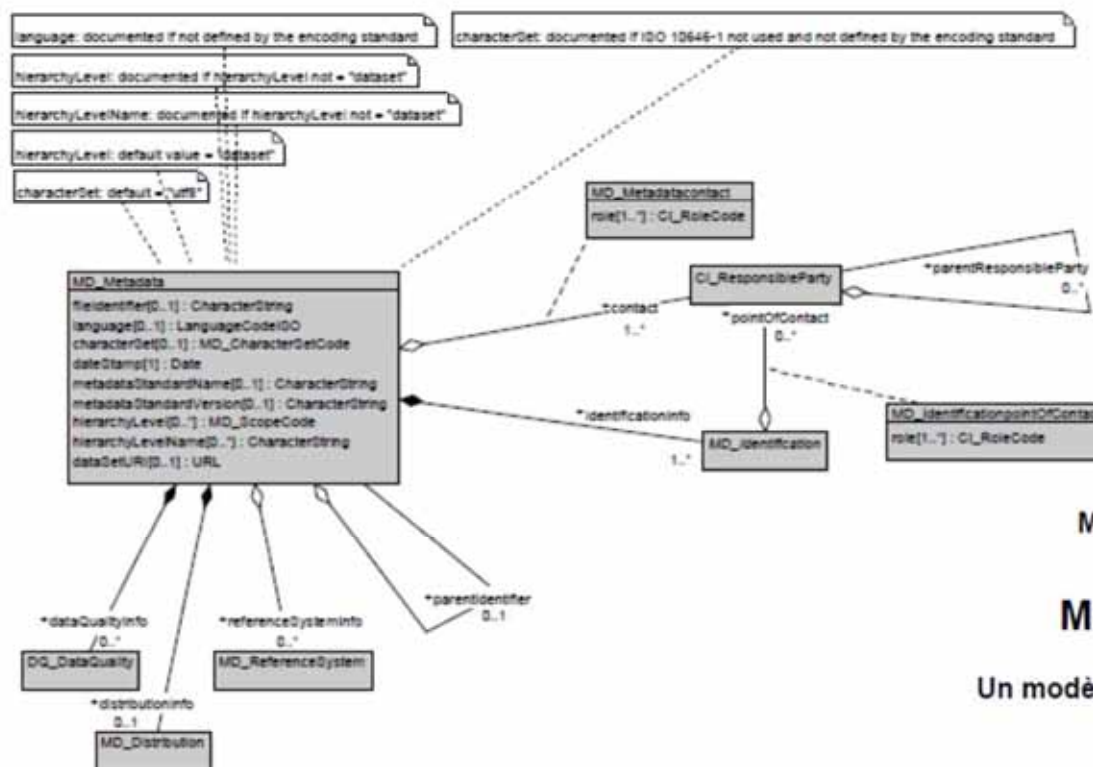 language: documented if not defined by the encoding standard
characterSet: documented if ISO 10646-1 not used and not defined by the encoding standard
hierarchyLevel: documented if hierarchyLevel not = "dataset"
hierarchyLevelName: documented if hierarchyLevel not = "dataset"
hierarchyLevel: default value = "dataset"
characterSet: default = "utf8"
MD_Metadatacontact
role[1..*] : CI_RoleCode
MD_Metadata
fileIdentifier[0..1] : CharacterString
language[0..1] : LanguageCodeISO
characterSet[0..1] : MD_CharacterSetCode
dateStamp[1] : Date
metadataStandardName[0..1] : CharacterString
metadataStandardVersion[0..1] : CharacterString
hierarchyLevel[0..*] : MD_ScopeCode
hierarchyLevelName[0..*] : CharacterString
dataSetURI[0..1] : URL
CI_ResponsibleParty
+parentResponsibleParty
0..*
+contact
1..*
+pointOfContact
0..*
+identificationInfo
1..*
MD_Identification
MD_IdentificationpointOfContac
role[1..*] : CI_RoleCode
M
M
Un modè
+parentIdentifier
0..1
+dataQualityInfo
0..*
+referenceSystemInfo
0..*
DQ_DataQuality
MD_ReferenceSystem
+distributionInfo
0..1
MD_Distribution